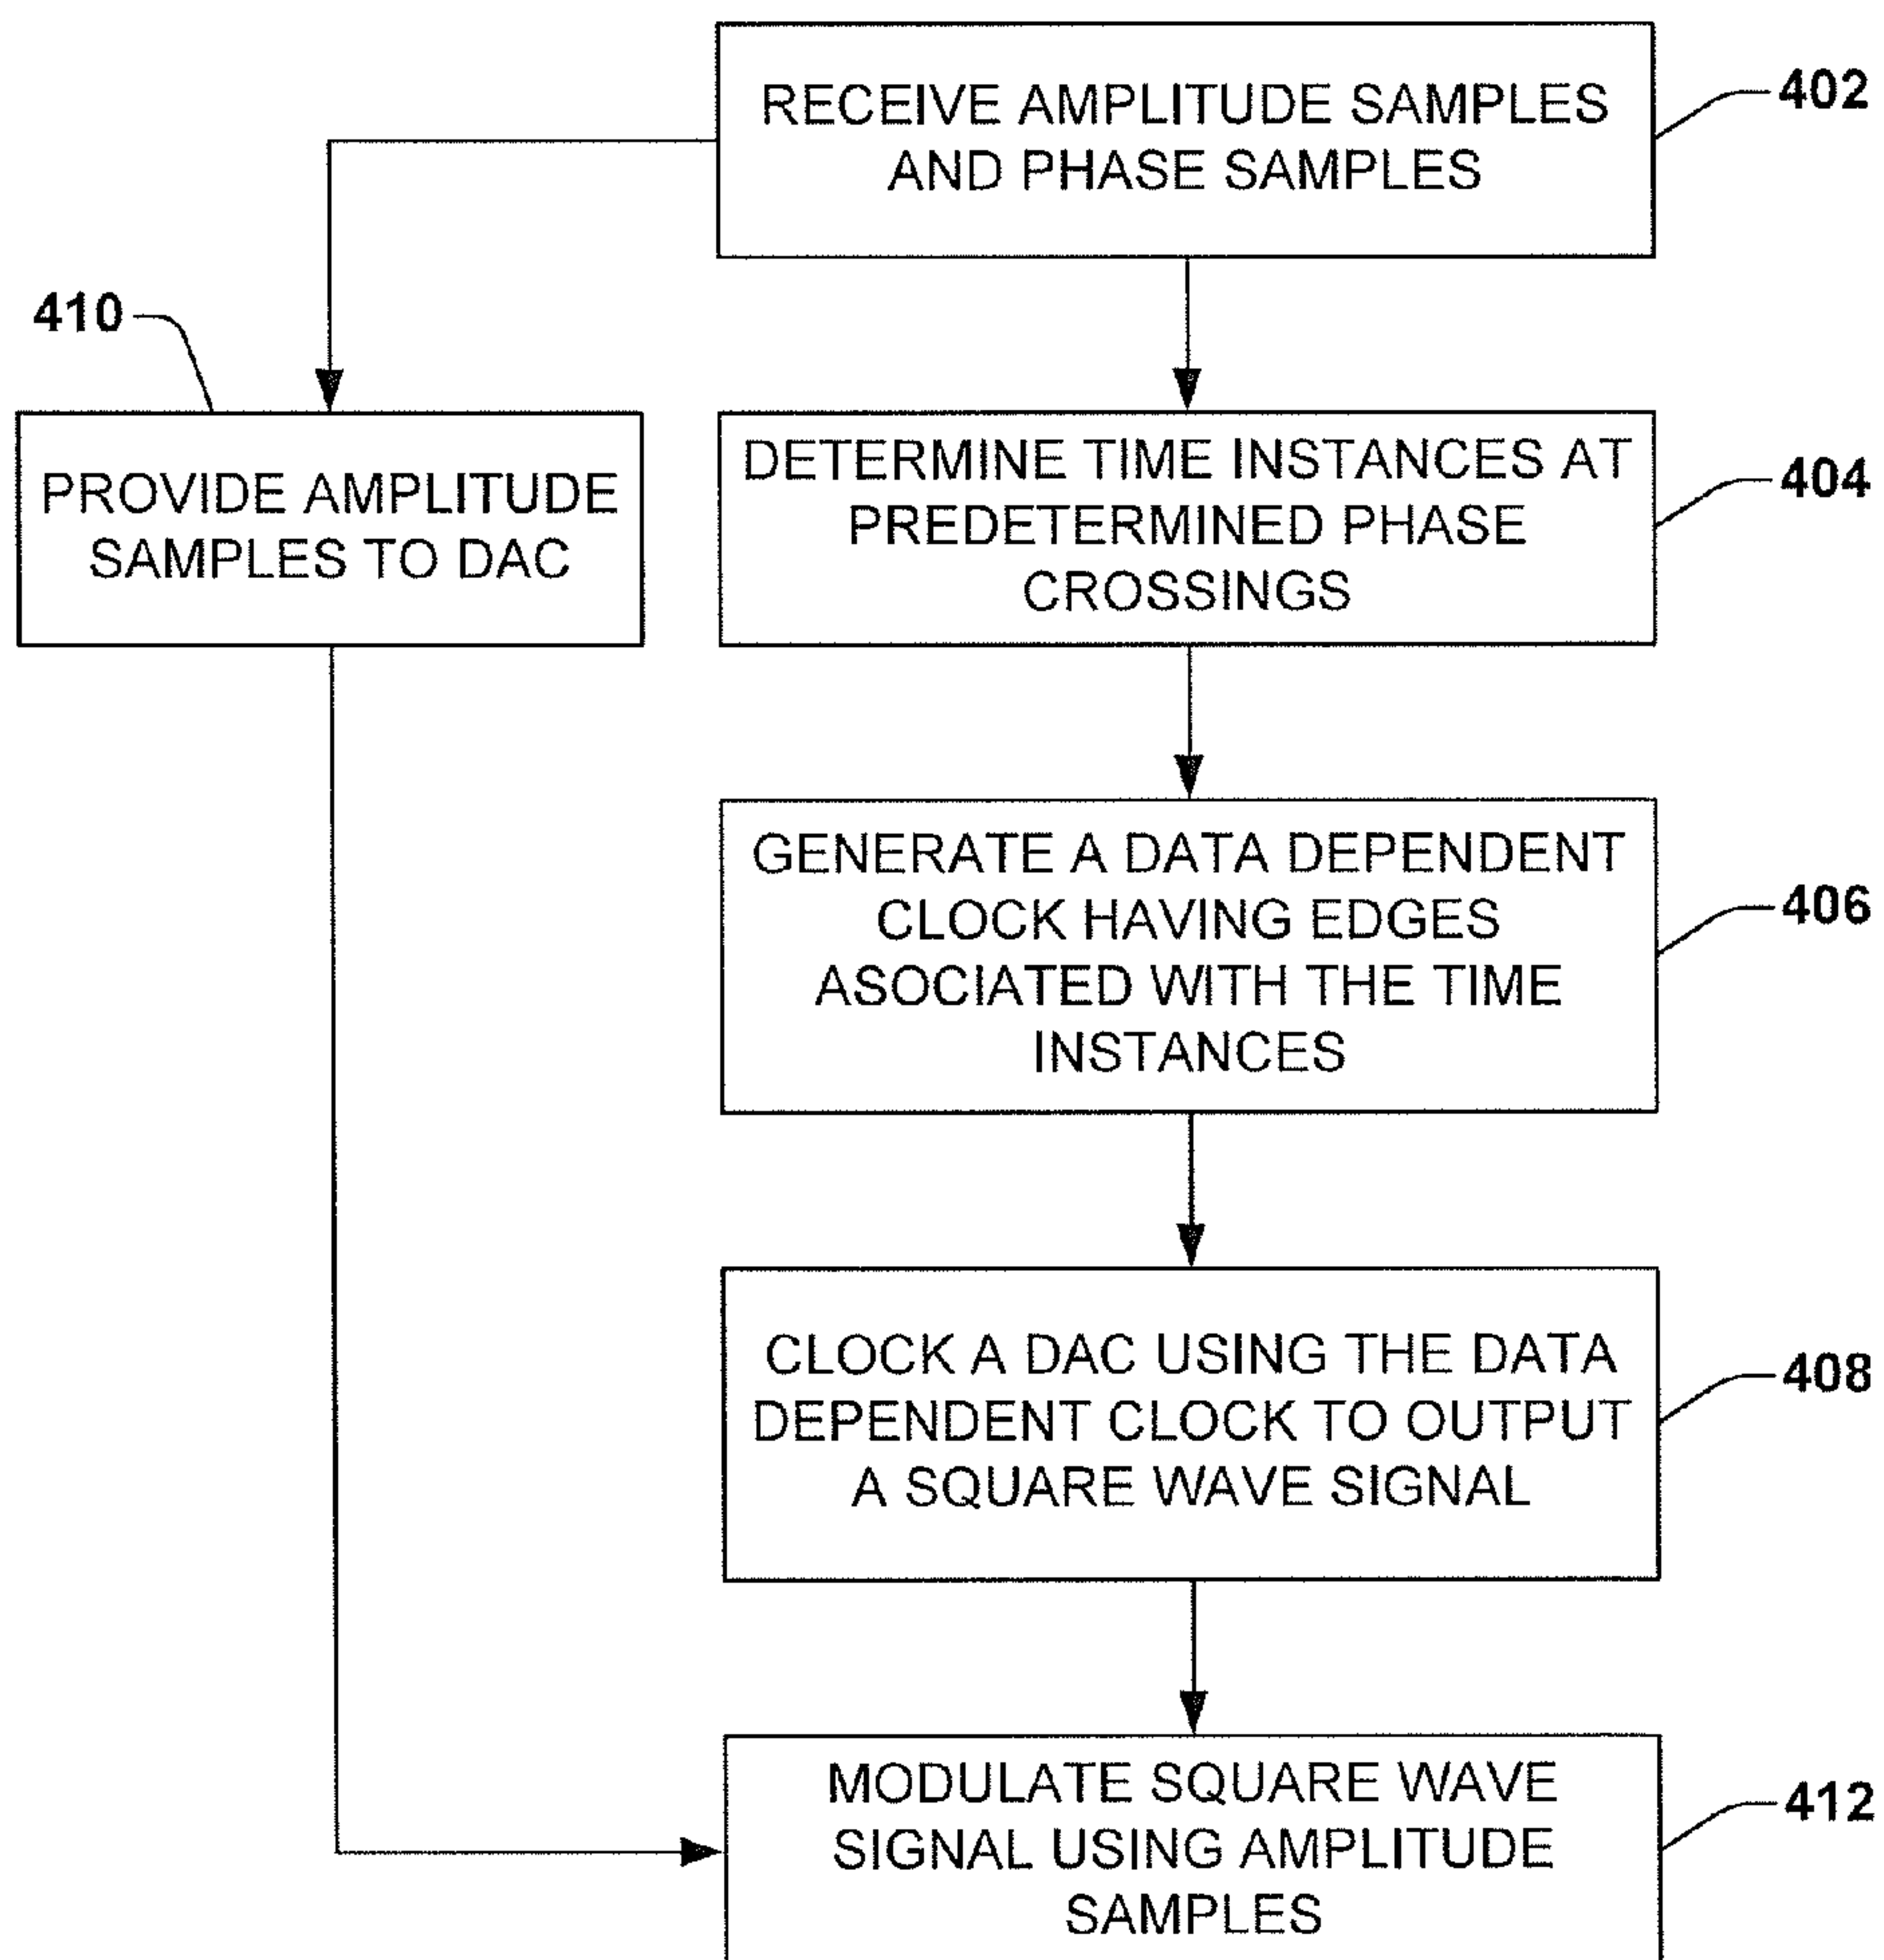 RECEIVE AMPLITUDE SAMPLES
AND PHASE SAMPLES
402
410
PROVIDE AMPLITUDE
SAMPLES TO DAC
DETERMINE TIME INSTANCES AT
PREDETERMINED PHASE
CROSSINGS
404
GENERATE A DATA DEPENDENT
CLOCK HAVING EDGES
ASOCIATED WITH THE TIME
INSTANCES
406
CLOCK A DAC USING THE DATA
DEPENDENT CLOCK TO OUTPUT
A SQUARE WAVE SIGNAL
408
MODULATE SQUARE WAVE
SIGNAL USING AMPLITUDE
SAMPLES
412